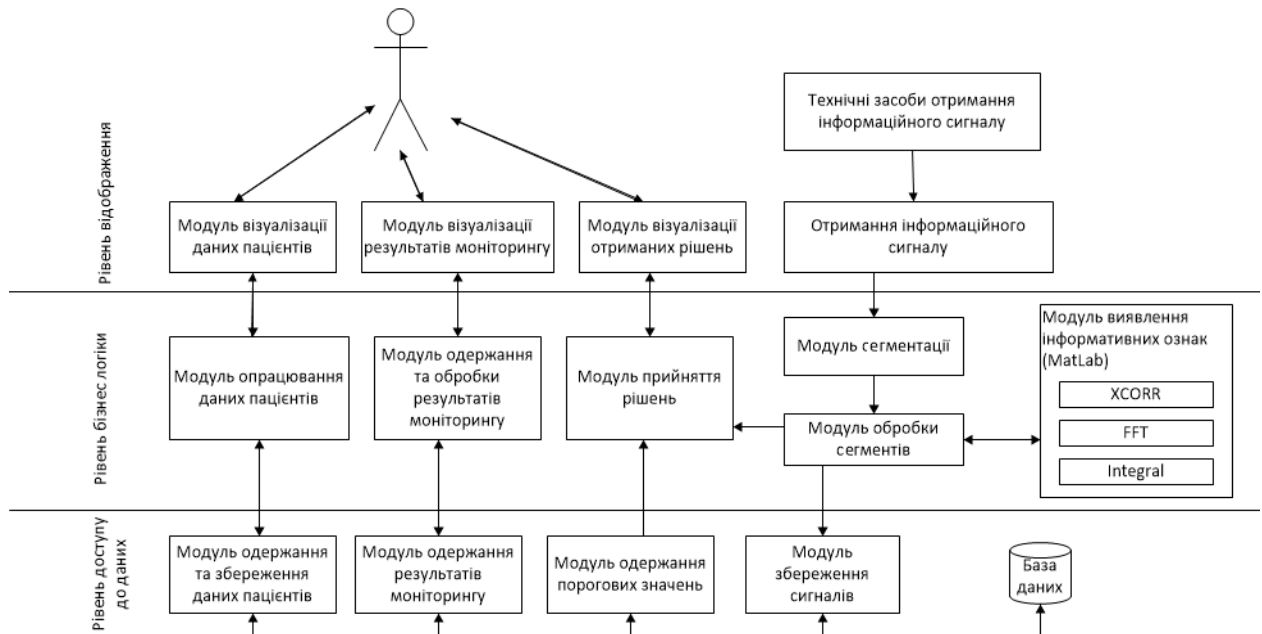 Рівень відображення
Технічні засоби отримання
інформаційного сигналу
Модуль візуалізації
даних пацієнтів
Модуль візуалізації
результатів моніторингу
Модуль візуалізації
отриманих рішень
Отримання інформаційного
сигналу
Рівень бізнес логіки
Модуль опрацювання
даних пацієнтів
Модуль одержання
та обробки
результатів
моніторингу
Модуль прийняття
рішень
Модуль сегментації
Модуль обробки
сегментів
Модуль виявлення
інформативних ознак
(MatLab)
XCORR
FFT
Integral
Рівень доступу
до даних
Модуль одержання
та збереження
даних пацієнтів
Модуль одержання
результатів
моніторингу
Модуль одержання
порогових значень
Модуль
збереження
сигналів
База
даних